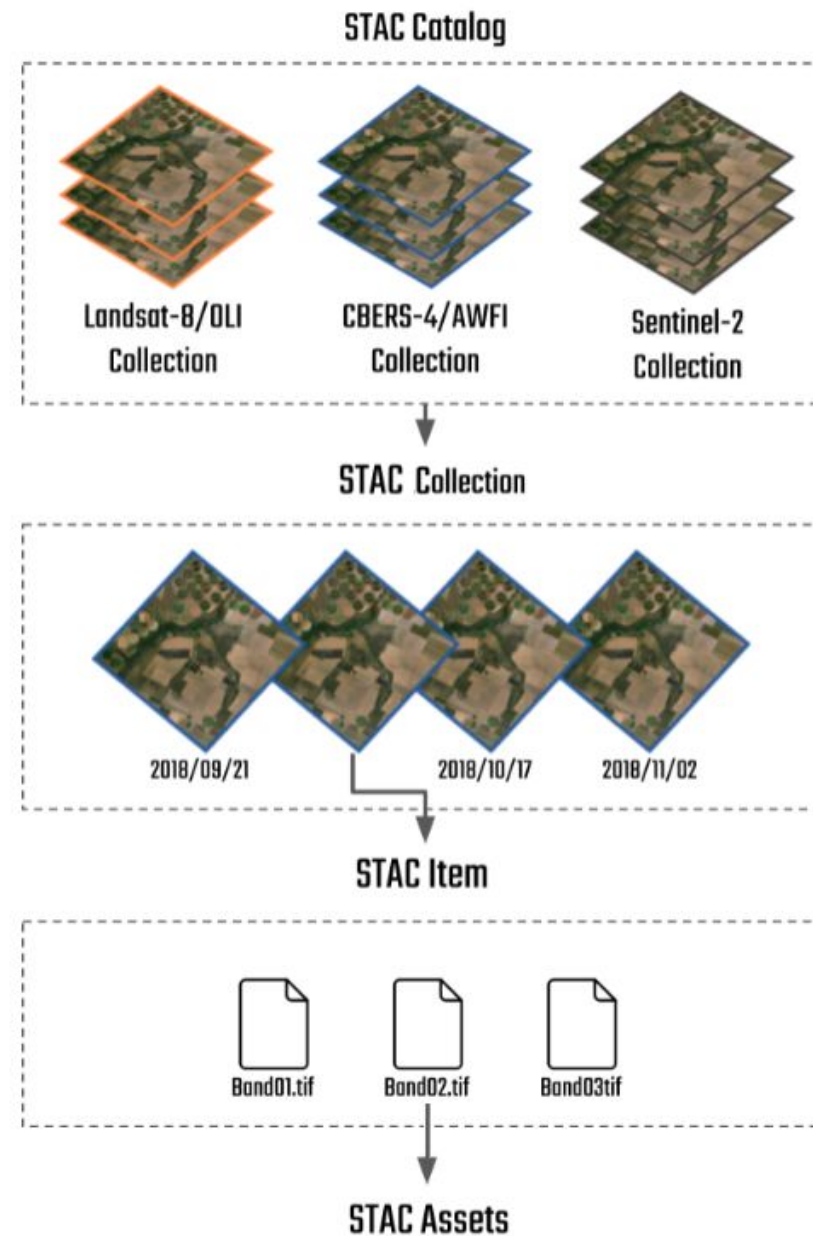 STAC Catalog
Landsat-8/OLI
Collection
CBERS-4/AWFI
Collection
Sentinel-2
Collection
STAC Collection
2018/09/21
2018/10/17
2018/11/02
STAC Item
Band01.tif
Band02.tif
Band03tif
STAC Assets